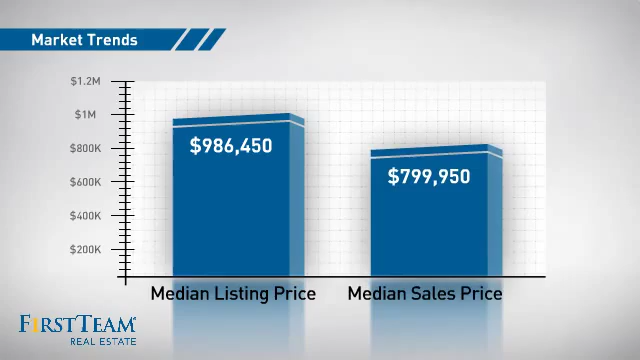 Market Trends
$1.2M
$1M
$800K
$600K
$400K
$200K
$986,450
$799,950
Median Listing Price
Median Sales Price
FIRSTTEAM®
REAL ESTATE